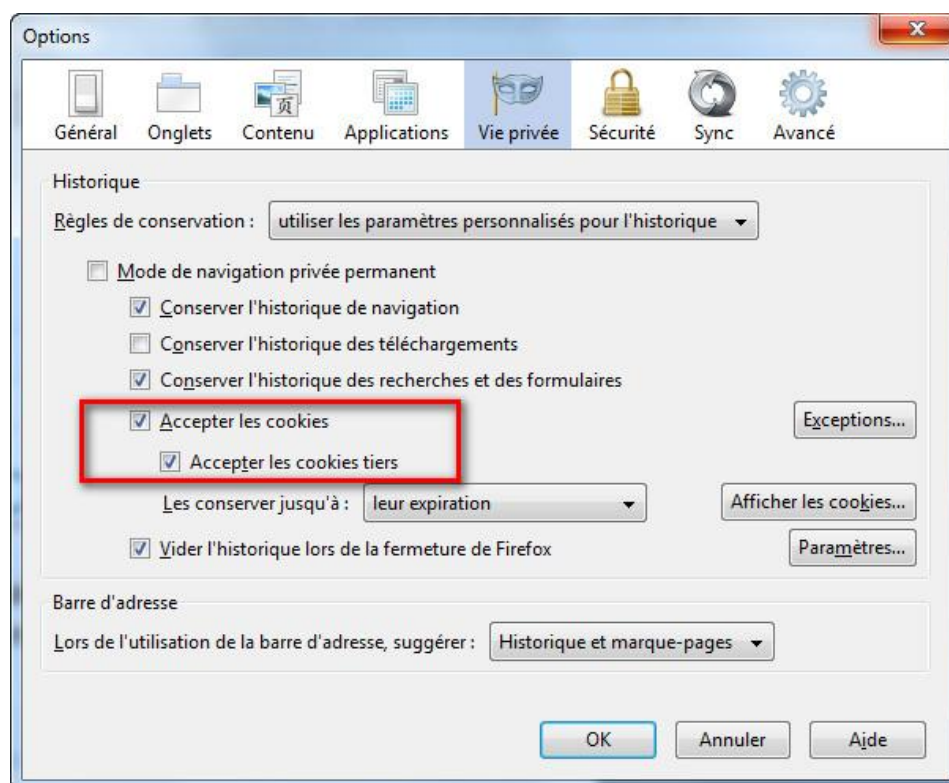 Options
Général Onglets Contenu Applications Vie privée Sécurité Sync Avancé
Historique
Règles de conservation : utiliser les paramètres personnalisés pour l'historique
Mode de navigation privée permanent
Conserver l'historique de navigation
Conserver l'historique des téléchargements
Conserver l'historique des recherches et des formulaires
Accepter les cookies Exceptions...
Accepter les cookies tiers
Les conserver jusqu'à : leur expiration Afficher les cookies...
Vider l'historique lors de la fermeture de Firefox Paramètres...
Barre d'adresse
Lors de l'utilisation de la barre d'adresse, suggérer : Historique et marque-pages
OK Annuler Aide